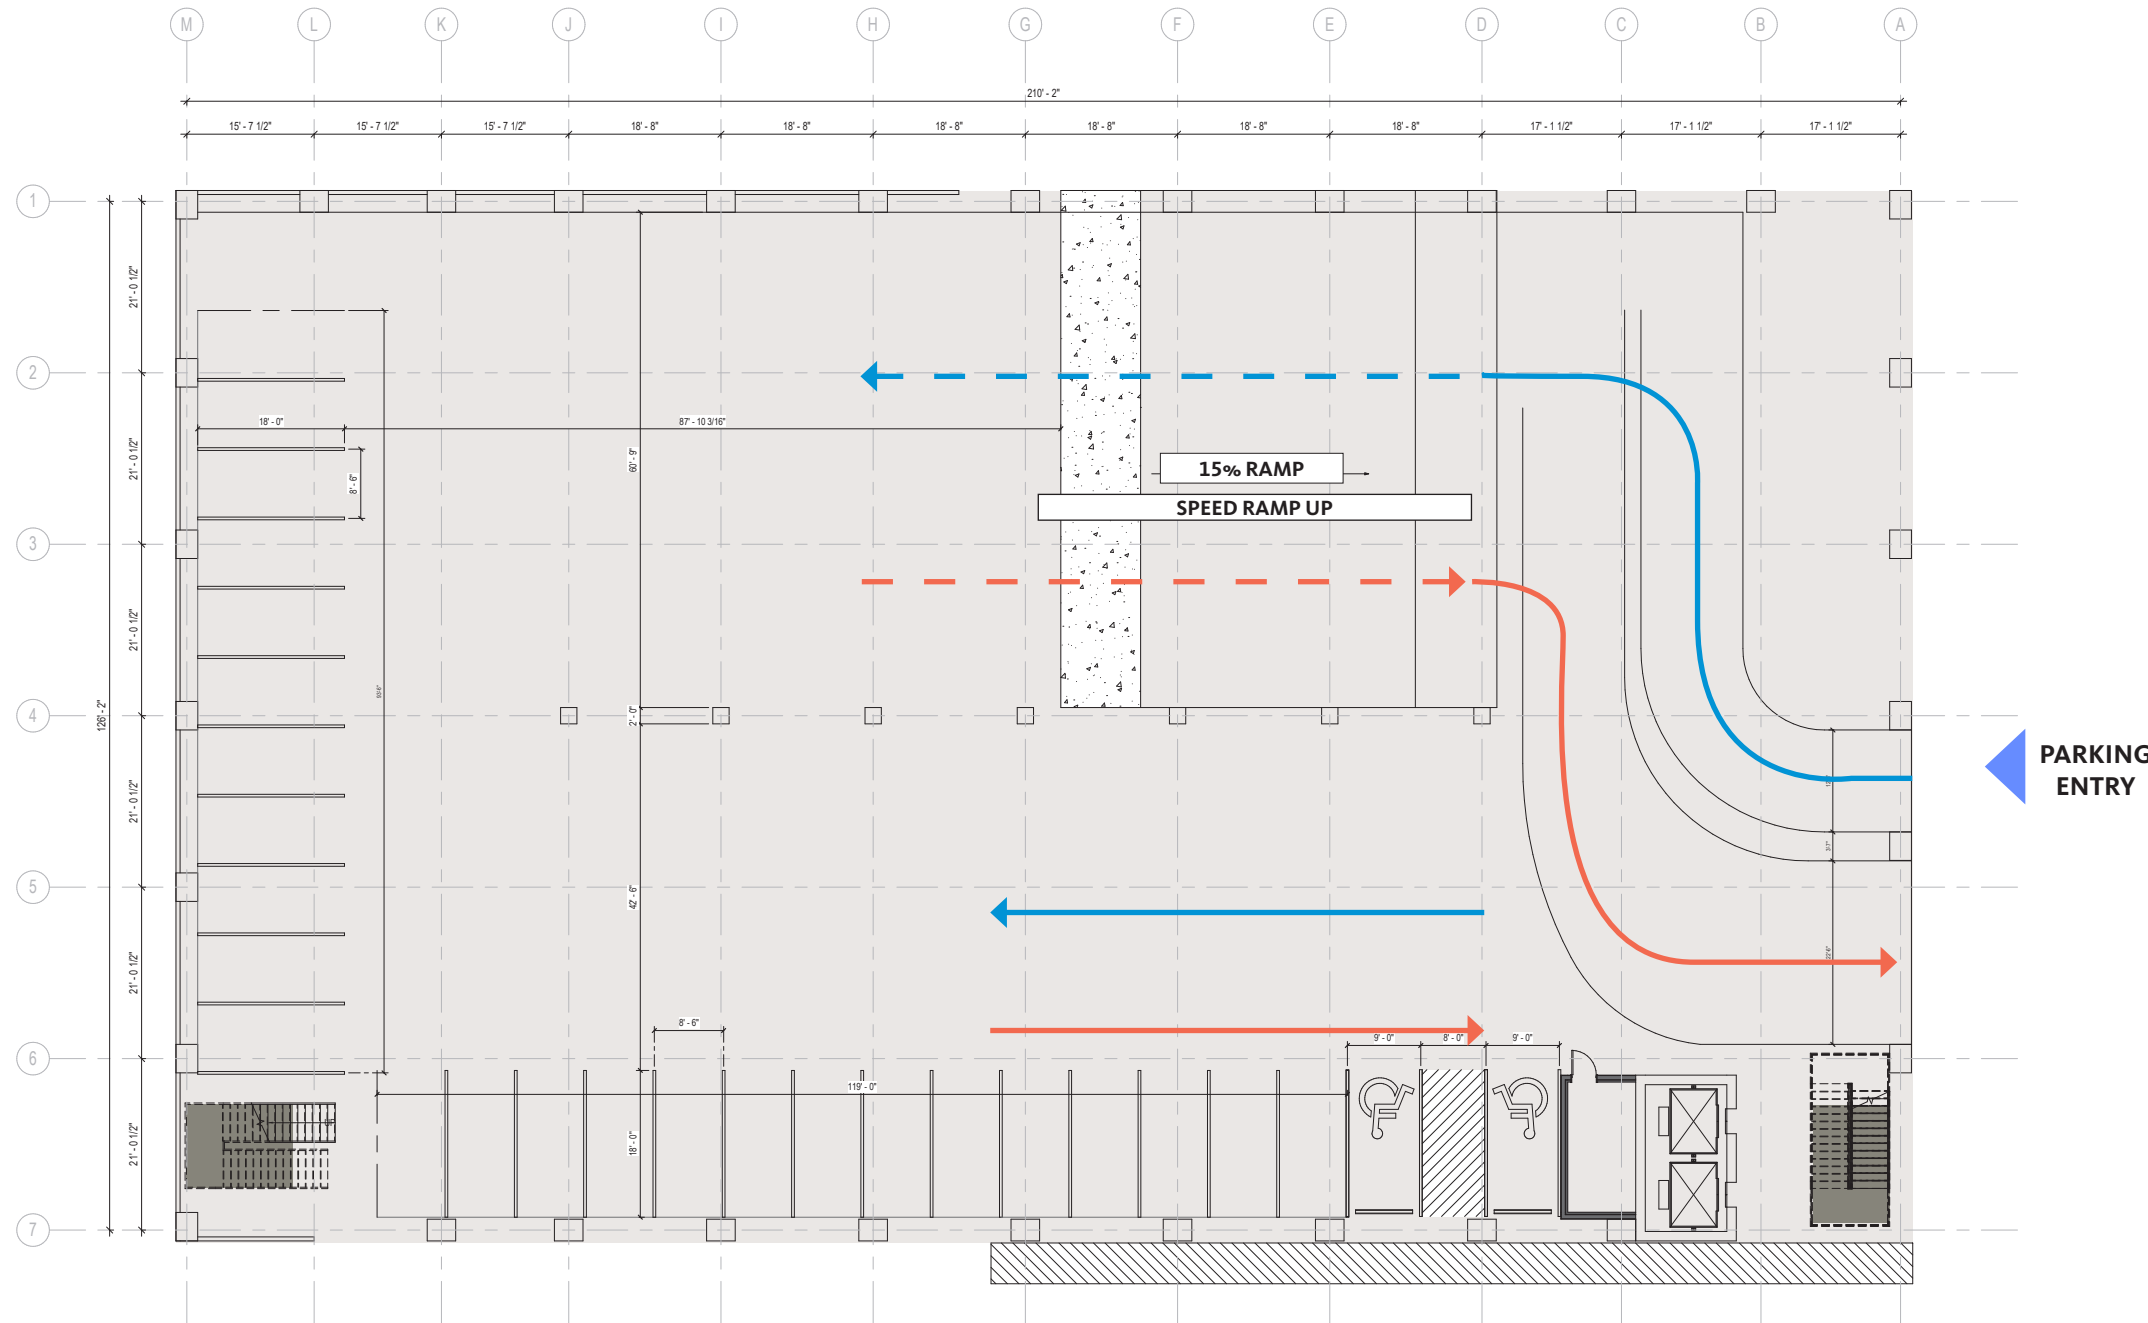 M L K J I H G F E D C B A
210' - 2"
15' - 7 1/2" 15' - 7 1/2" 15' - 7 1/2" 18' - 8" 18' - 8" 18' - 8" 18' - 8" 18' - 8" 18' - 8" 17' - 1 1/2" 17' - 1 1/2" 17' - 1 1/2"
1
21' - 0 1/2"
2
18' - 0"
87' - 10 3/16"
21' - 0 1/2"
60' - 9"
15% RAMP
8' - 6"
SPEED RAMP UP
3
21' - 0 1/2"
4
126' - 2"
2' - 0"
PARKING
ENTRY
21' - 0 1/2"
5
42' - 6"
21' - 0 1/2"
8' - 6"
9' - 0" 8' - 0" 9' - 0"
6
119' - 0"
UP
21' - 0 1/2"
18' - 0"
7